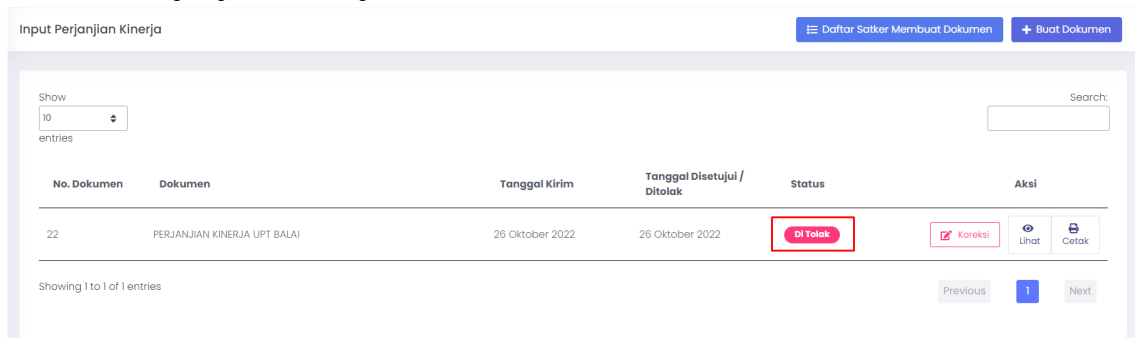 Input Perjanjian Kinerja
Daftar Satker Membuat Dokumen
+ Buat Dokumen
Show
10
entries
Search:
No. Dokumen Dokumen Tanggal Kirim Tanggal Disetujui / Ditolak Status Aksi
22 PERJANJIAN KINERJA UPT BALAI 26 Oktober 2022 26 Oktober 2022 Di Tolak Koreksi Lihat Cetak
Showing 1 to 1 of 1 entries
Previous 1 Next